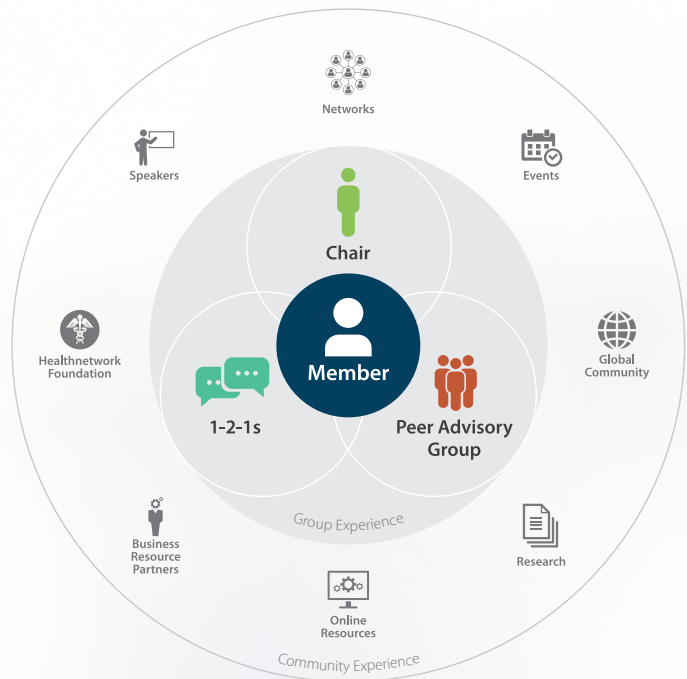 Networks
Speakers
Events
Chair
Healthnetwork
Foundation
Member
Global
Community
1-2-1s
Peer Advisory
Group
Group Experience
Business
Resource
Partners
Research
Online
Resources
Community Experience